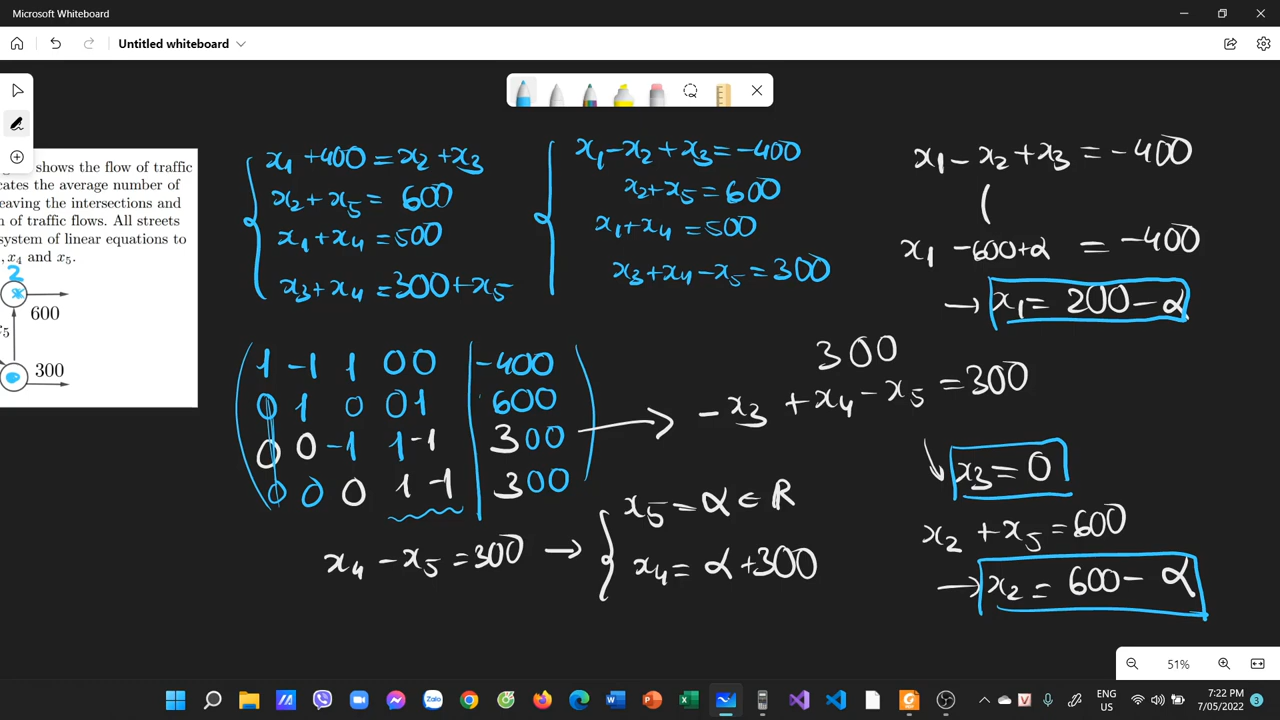 Microsoft Whiteboard
Untitled whiteboard
shows the flow of traffic
cates the average number of
eaving the intersections and
n of traffic flows. All streets
system of linear equations to
, x₄ and x₅.
2
600
5
300
x₁ + 400 = x₂ + x₃
x₂ + x₅ = 600
x₁ + x₄ = 500
x₃ + x₄ = 300 + x₅
x₁ - x₂ + x₃ = -400
x₂ + x₅ = 600
x₁ + x₄ = 500
x₃ + x₄ - x₅ = 300
1 -1 1 0 0 | -400
0 1 0 0 1 | 600
0 0 -1 1 -1 | 300
0 0 0 1 -1 | 300
x₄ - x₅ = 300 →
x₅ = α ∈ R
x₄ = α + 300
x₁ - x₂ + x₃ = -400
x₁ - 600 + α = -400
→ x₁ = 200 - α
300
- x₃ + x₄ - x₅ = 300
x₃ = 0
x₂ + x₅ = 600
→ x₂ = 600 - α
51%
Zalo
ENG
US
7:22 PM
7/05/2022
3